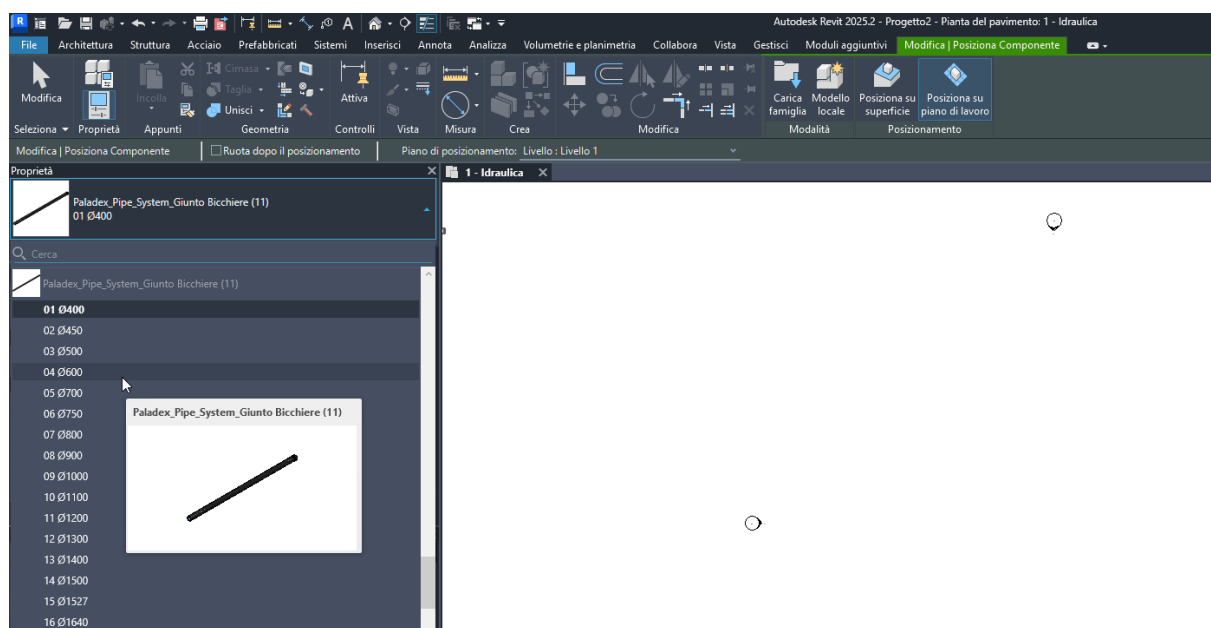 R
A
Autodesk Revit 2025.2 - Progetto2 - Pianta del pavimento: 1 - Idraulica
File Architettura Struttura Acciaio Prefabbricati Sistemi Inserisci Annota Analizza Volumetrie e planimetria Collabora Vista Gestisci Moduli aggiuntivi Modifica | Posiziona Componente
Modifica
Incolla
Cimasa
Taglia
Unisci
Attiva
Carica famiglia
Modello locale
Posiziona su superficie
Posiziona su piano di lavoro
Seleziona Proprietà Appunti Geometria Controlli Vista Misura Crea Modifica Modalità Posizionamento
Modifica | Posiziona Componente Ruota dopo il posizionamento Piano di posizionamento: Livello : Livello 1
Proprietà X
1 - Idraulica X
Paladex_Pipe_System_Giunto Bicchiere (11)
01 Ø400
Cerca
Paladex_Pipe_System_Giunto Bicchiere (11)
01 Ø400
02 Ø450
03 Ø500
04 Ø600
05 Ø700
06 Ø750
07 Ø800
08 Ø900
09 Ø1000
10 Ø1100
11 Ø1200
12 Ø1300
13 Ø1400
14 Ø1500
15 Ø1527
16 Ø1640
Paladex_Pipe_System_Giunto Bicchiere (11)